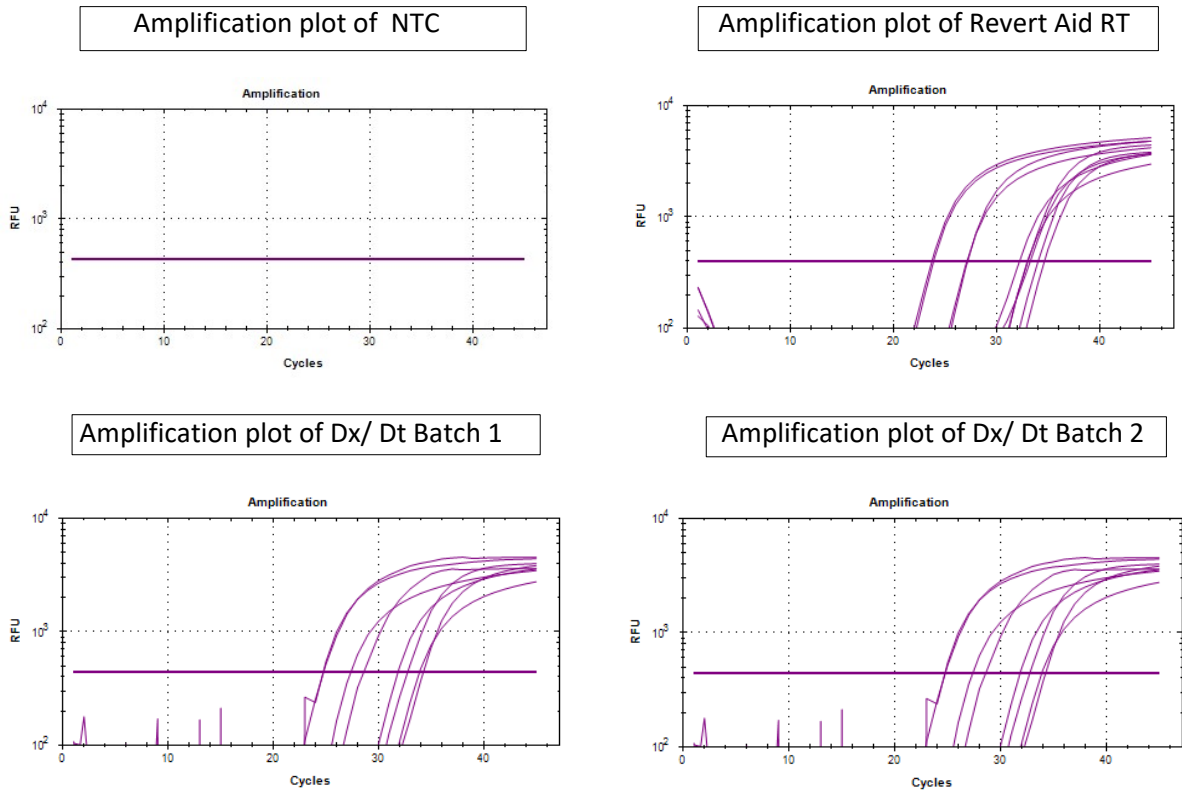 Amplification plot of  NTC
Amplification
10^4
10^3
10^2
RFU
0 10 20 30 40
Cycles
Amplification plot of Revert Aid RT
Amplification
10^4
10^3
10^2
RFU
0 10 20 30 40
Cycles
Amplification plot of Dx/ Dt Batch 1
Amplification
10^4
10^3
10^2
RFU
0 10 20 30 40
Cycles
Amplification plot of Dx/ Dt Batch 2
Amplification
10^4
10^3
10^2
RFU
0 10 20 30 40
Cycles